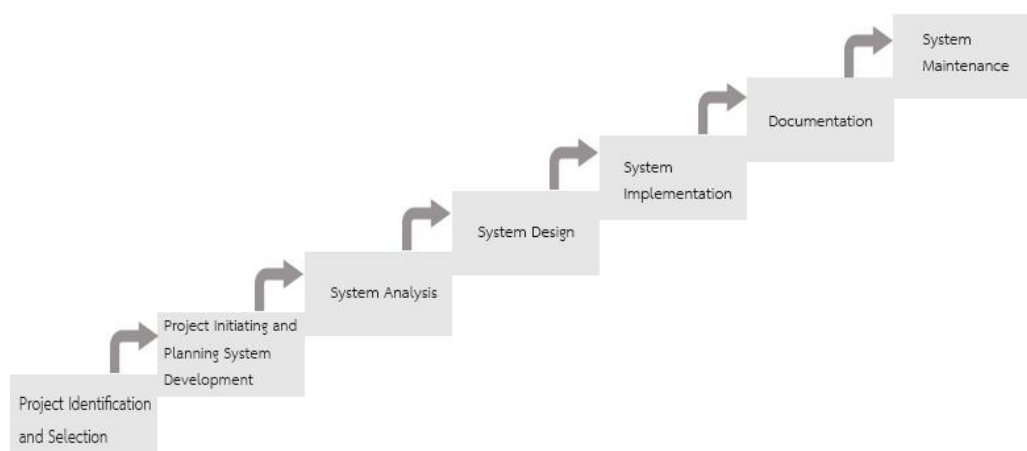 Project Identification
and Selection
Project Initiating and
Planning System
Development
System Analysis
System Design
System
Implementation
Documentation
System
Maintenance